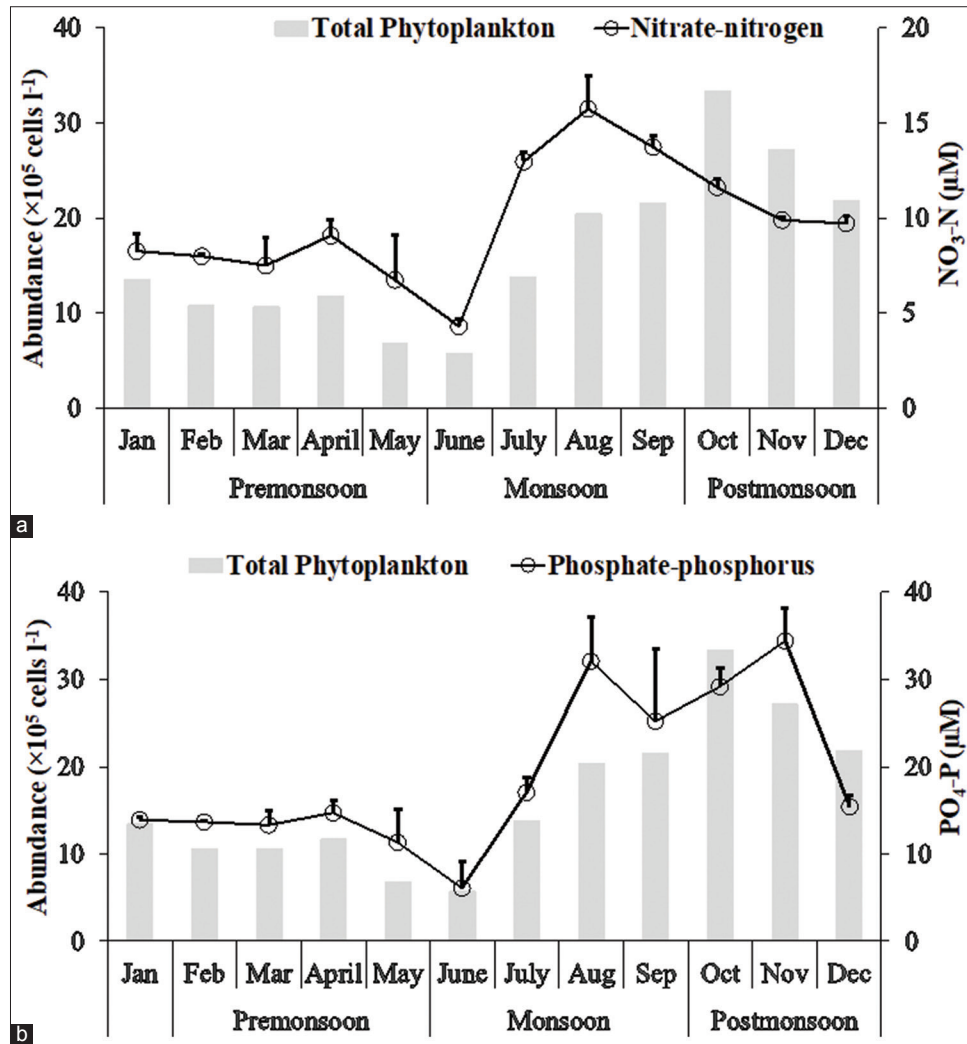 Total Phytoplankton Nitrate-nitrogen
40 20
30 15
20 10
10 5
0 0
Abundance (×10⁵ cells l⁻¹)
NO₃–N (µM)
Jan Feb Mar April May June July Aug Sep Oct Nov Dec
Premonsoon Monsoon Postmonsoon
a
Total Phytoplankton Phosphate-phosphorus
40 40
30 30
20 20
10 10
0 0
Abundance (×10⁵ cells l⁻¹)
PO₄–P (µM)
Jan Feb Mar April May June July Aug Sep Oct Nov Dec
Premonsoon Monsoon Postmonsoon
b